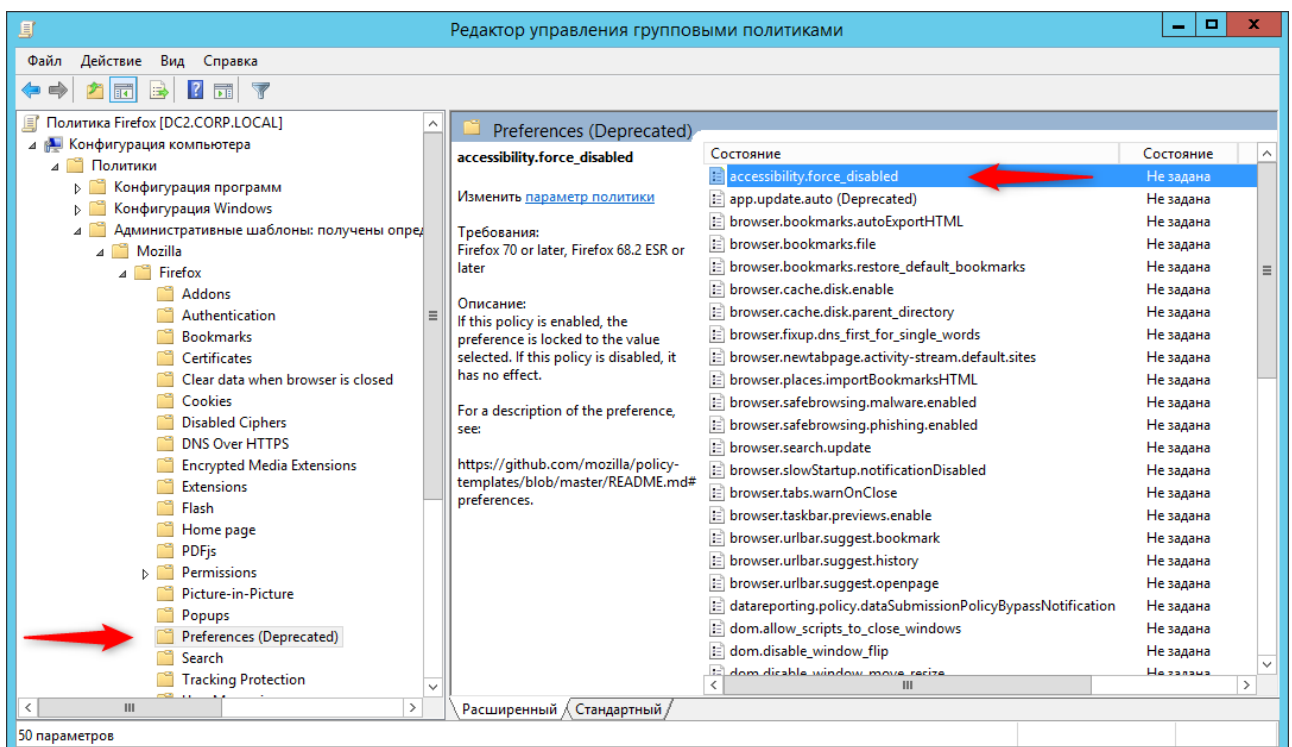 Редактор управления групповыми политиками
Файл Действие Вид Справка
Политика Firefox [DC2.CORP.LOCAL]
Конфигурация компьютера
Политики
Конфигурация программ
Конфигурация Windows
Административные шаблоны: получены опред
Mozilla
Firefox
Addons
Authentication
Bookmarks
Certificates
Clear data when browser is closed
Cookies
Disabled Ciphers
DNS Over HTTPS
Encrypted Media Extensions
Extensions
Flash
Home page
PDFjs
Permissions
Picture-in-Picture
Popups
Preferences (Deprecated)
Search
Tracking Protection
Preferences (Deprecated)
accessibility.force_disabled
Изменить параметр политики
Требования:
Firefox 70 or later, Firefox 68.2 ESR or
later
Описание:
If this policy is enabled, the
preference is locked to the value
selected. If this policy is disabled, it
has no effect.
For a description of the preference,
see:
https://github.com/mozilla/policy-
templates/blob/master/README.md#
preferences.
Состояние Состояние
accessibility.force_disabled Не задана
app.update.auto (Deprecated) Не задана
browser.bookmarks.autoExportHTML Не задана
browser.bookmarks.file Не задана
browser.bookmarks.restore_default_bookmarks Не задана
browser.cache.disk.enable Не задана
browser.cache.disk.parent_directory Не задана
browser.fixup.dns_first_for_single_words Не задана
browser.newtabpage.activity-stream.default.sites Не задана
browser.places.importBookmarksHTML Не задана
browser.safebrowsing.malware.enabled Не задана
browser.safebrowsing.phishing.enabled Не задана
browser.search.update Не задана
browser.slowStartup.notificationDisabled Не задана
browser.tabs.warnOnClose Не задана
browser.taskbar.previews.enable Не задана
browser.urlbar.suggest.bookmark Не задана
browser.urlbar.suggest.history Не задана
browser.urlbar.suggest.openpage Не задана
datareporting.policy.dataSubmissionPolicyBypassNotification Не задана
dom.allow_scripts_to_close_windows Не задана
dom.disable_window_flip Не задана
dom.disable_window_move_resize Не задана
Расширенный Стандартный
50 параметров